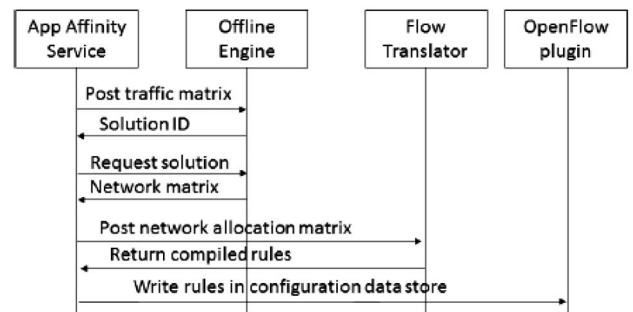 App Affinity
Service
Offline
Engine
Flow
Translator
OpenFlow
plugin
Post traffic matrix
Solution ID
Request solution
Network matrix
Post network allocation matrix
Return compiled rules
Write rules in configuration data store